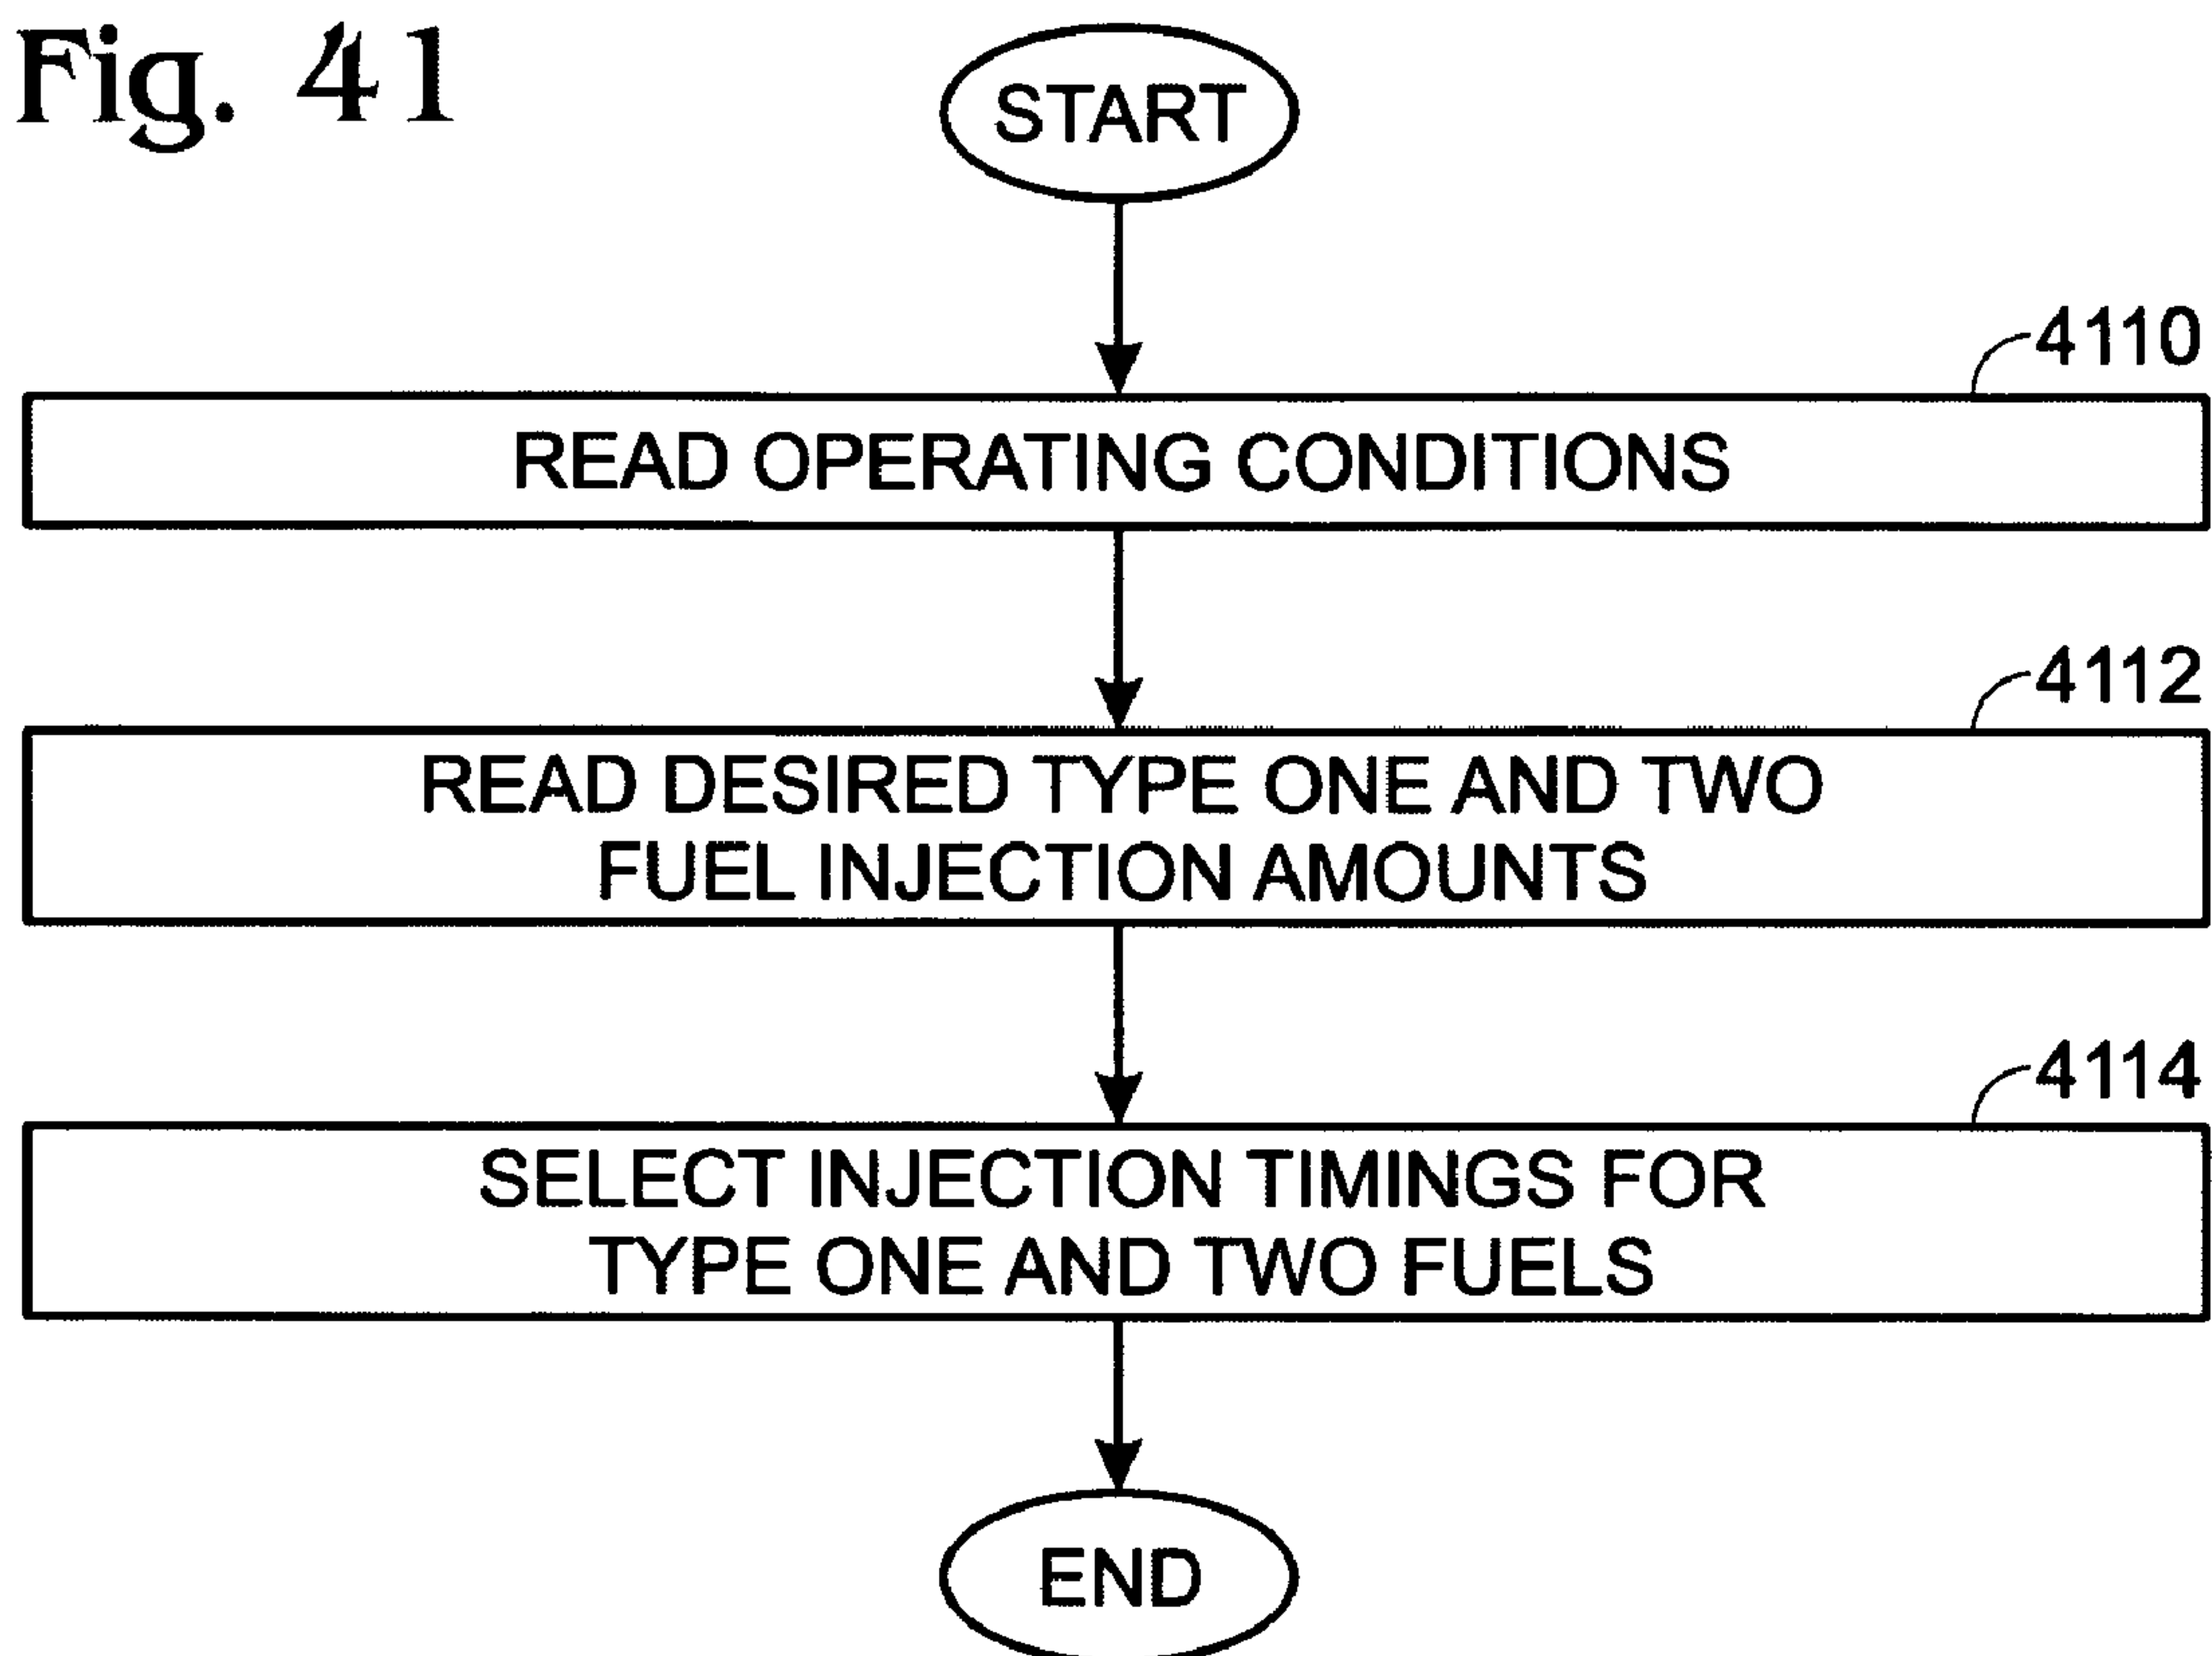 Fig. 41
START
4110
READ OPERATING CONDITIONS
4112
READ DESIRED TYPE ONE AND TWO
FUEL INJECTION AMOUNTS
4114
SELECT INJECTION TIMINGS FOR
TYPE ONE AND TWO FUELS
END